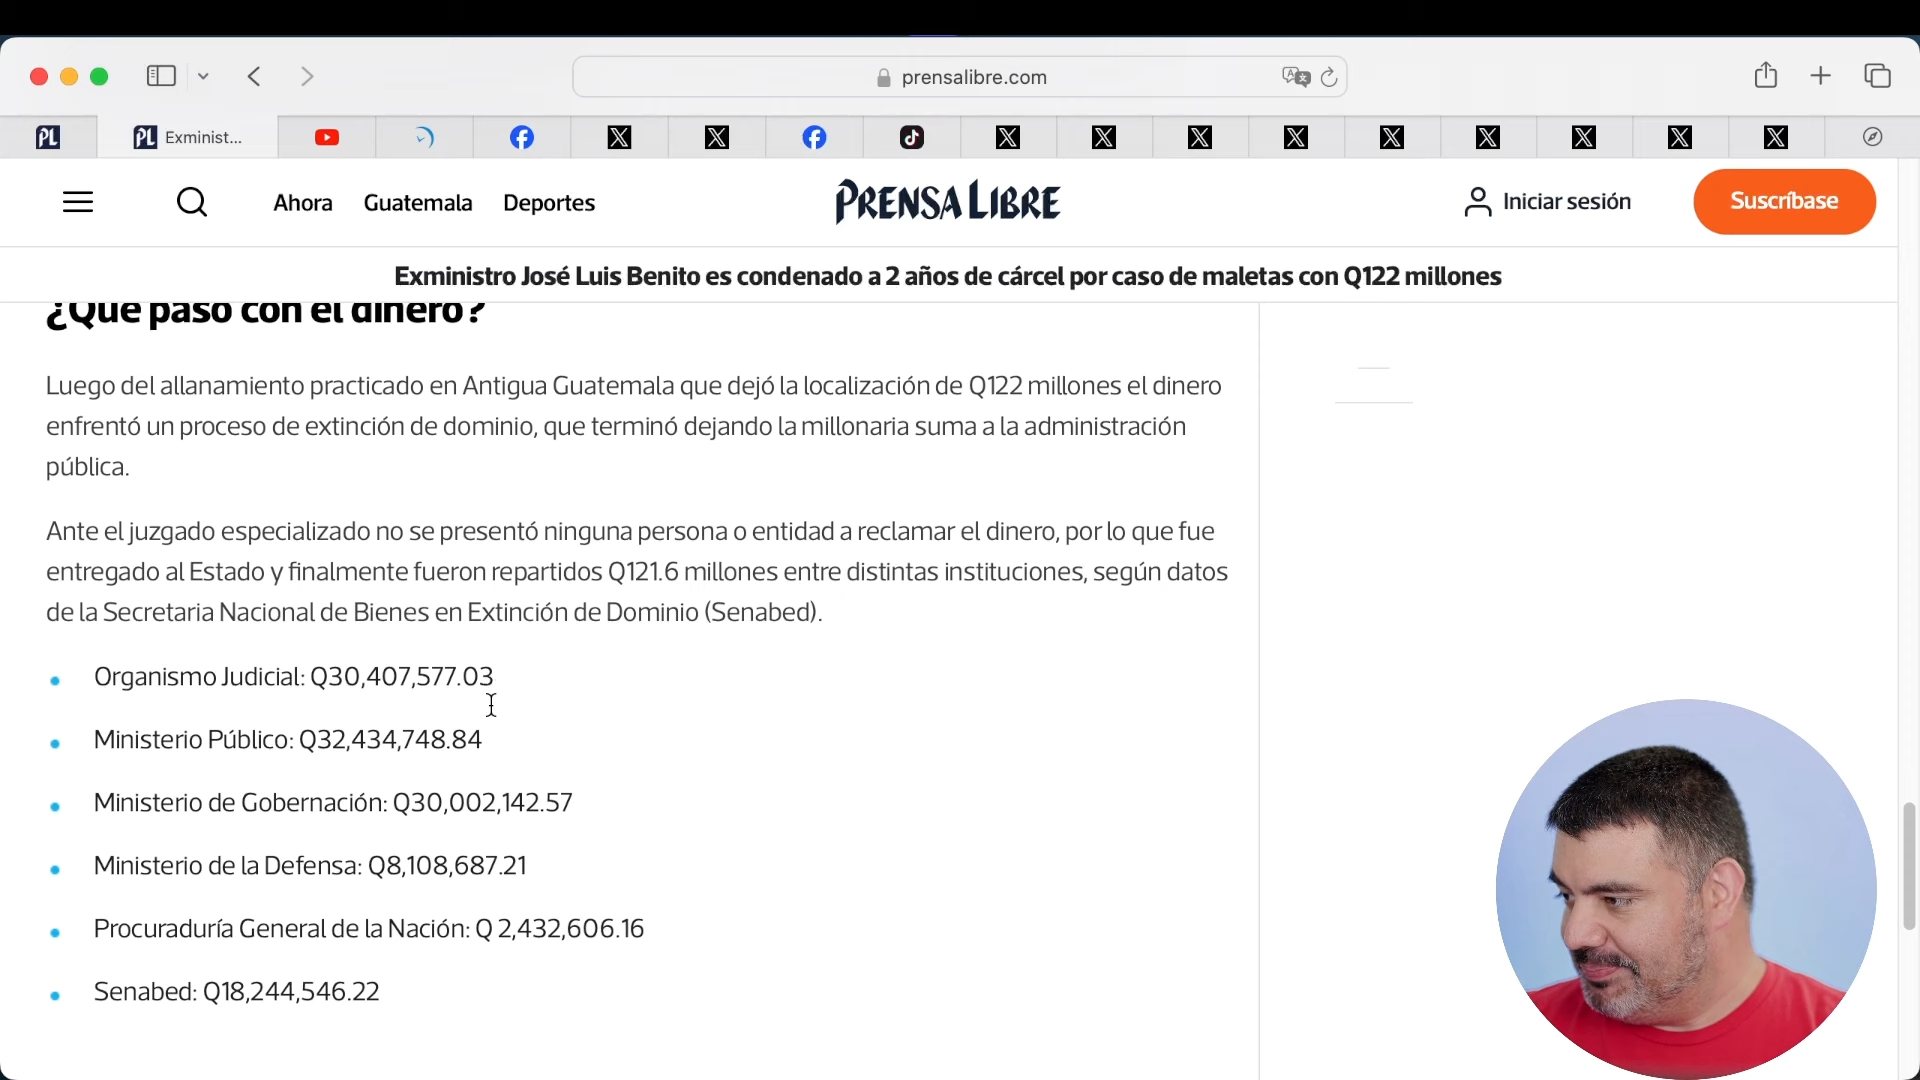 prensalibre.com
Exminist...
Ahora
Guatemala
Deportes
PRENSA LIBRE
Iniciar sesión
Suscríbase
Exministro José Luis Benito es condenado a 2 años de cárcel por caso de maletas con Q122 millones
¿Qué pasó con el dinero?
Luego del allanamiento practicado en Antigua Guatemala que dejó la localización de Q122 millones el dinero
enfrentó un proceso de extinción de dominio, que terminó dejando la millonaria suma a la administración
pública.
Ante el juzgado especializado no se presentó ninguna persona o entidad a reclamar el dinero, por lo que fue
entregado al Estado y finalmente fueron repartidos Q121.6 millones entre distintas instituciones, según datos
de la Secretaria Nacional de Bienes en Extinción de Dominio (Senabed).
Organismo Judicial: Q30,407,577.03
Ministerio Público: Q32,434,748.84
Ministerio de Gobernación: Q30,002,142.57
Ministerio de la Defensa: Q8,108,687.21
Procuraduría General de la Nación: Q 2,432,606.16
Senabed: Q18,244,546.22